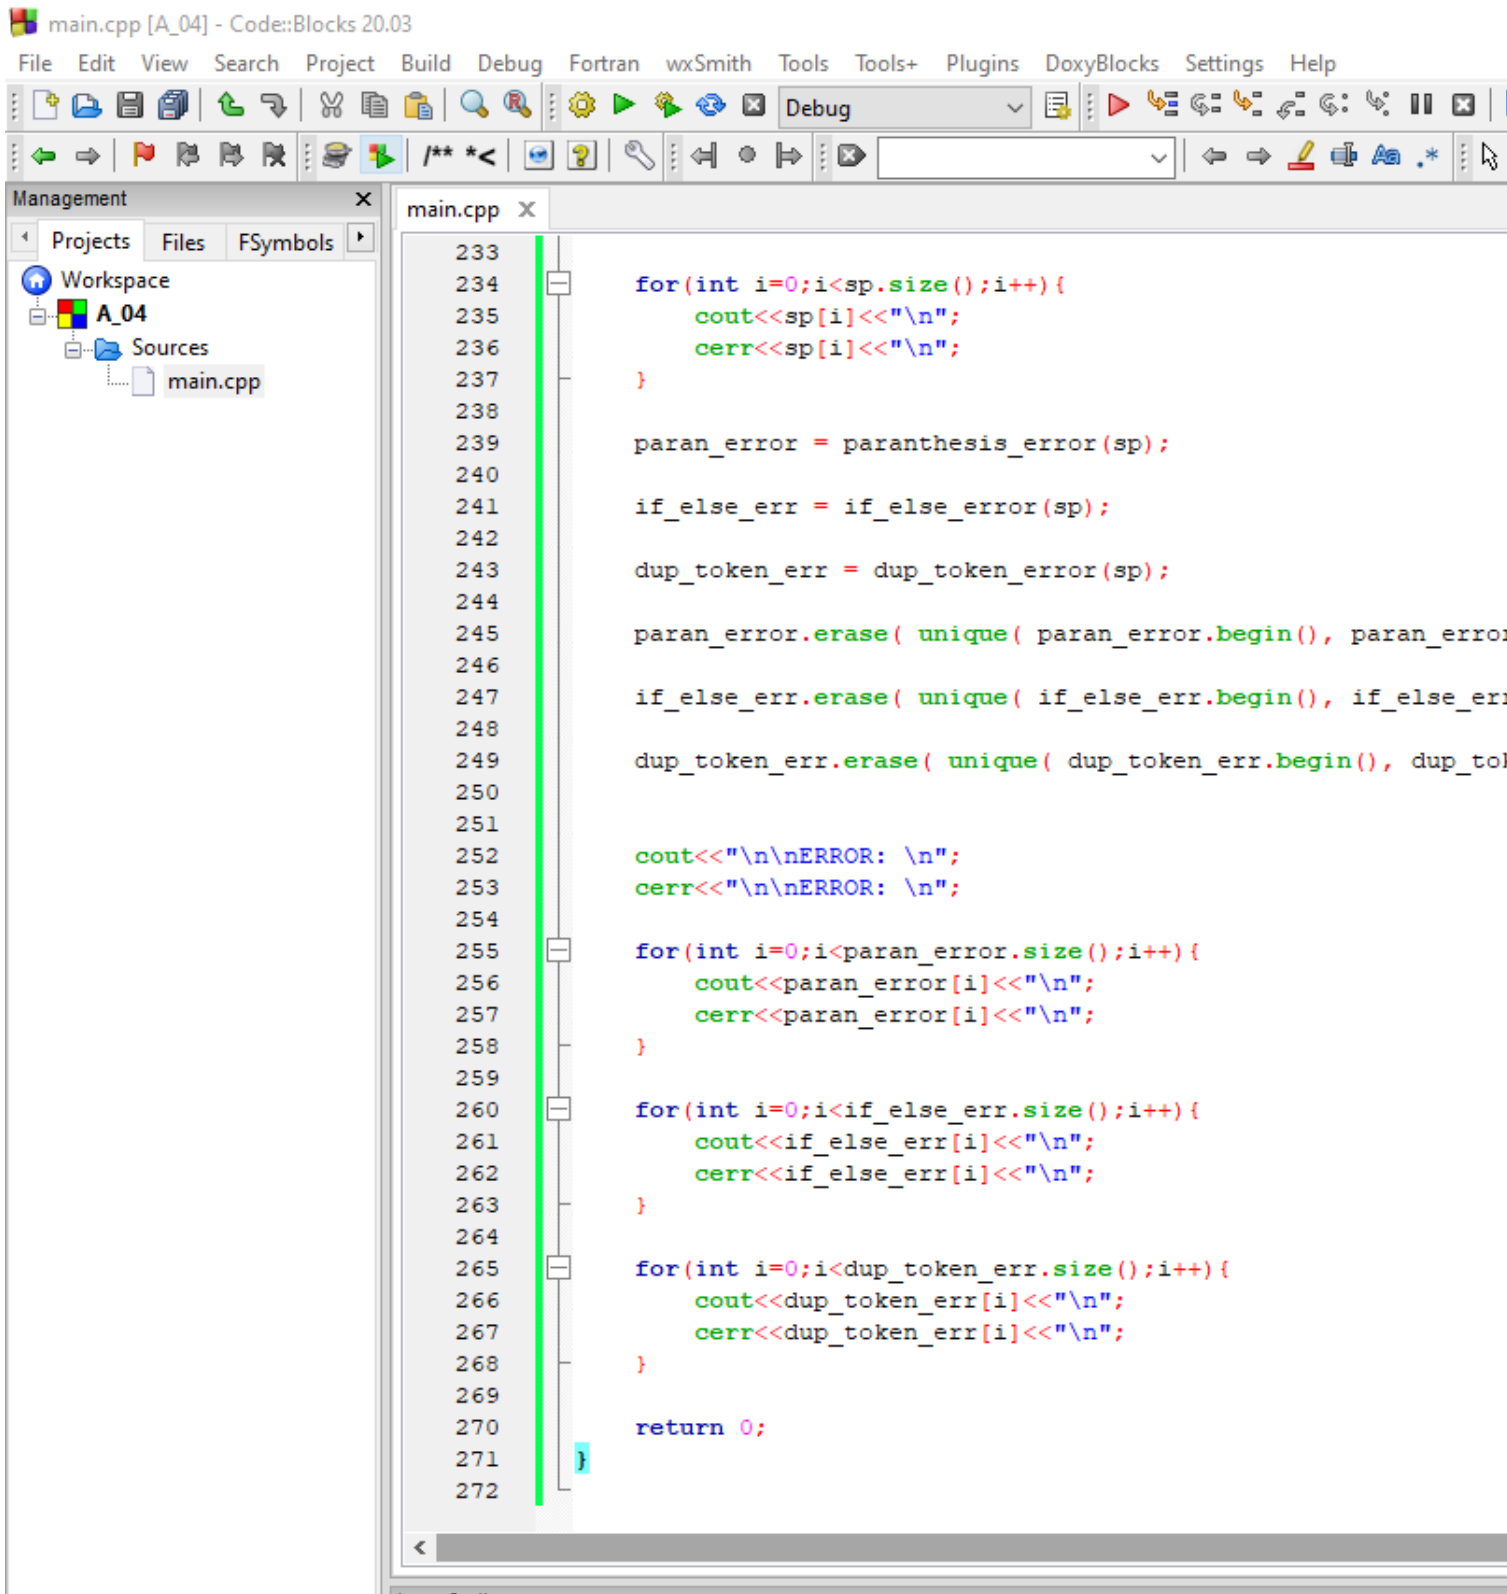 main.cpp [A_04] - Code::Blocks 20.03
File Edit View Search Project Build Debug Fortran wxSmith Tools Tools+ Plugins DoxyBlocks Settings Help
Debug
/** *<
Management
Projects Files FSymbols
Workspace
A_04
Sources
main.cpp
main.cpp
233
234 for(int i=0;i<sp.size();i++){
235 cout<<sp[i]<<"\n";
236 cerr<<sp[i]<<"\n";
237 }
238
239 paran_error = paranthesis_error(sp);
240
241 if_else_err = if_else_error(sp);
242
243 dup_token_err = dup_token_error(sp);
244
245 paran_error.erase( unique( paran_error.begin(), paran_error
246
247 if_else_err.erase( unique( if_else_err.begin(), if_else_err
248
249 dup_token_err.erase( unique( dup_token_err.begin(), dup_to
250
251
252 cout<<"\n\nERROR: \n";
253 cerr<<"\n\nERROR: \n";
254
255 for(int i=0;i<paran_error.size();i++){
256 cout<<paran_error[i]<<"\n";
257 cerr<<paran_error[i]<<"\n";
258 }
259
260 for(int i=0;i<if_else_err.size();i++){
261 cout<<if_else_err[i]<<"\n";
262 cerr<<if_else_err[i]<<"\n";
263 }
264
265 for(int i=0;i<dup_token_err.size();i++){
266 cout<<dup_token_err[i]<<"\n";
267 cerr<<dup_token_err[i]<<"\n";
268 }
269
270 return 0;
271 }
272